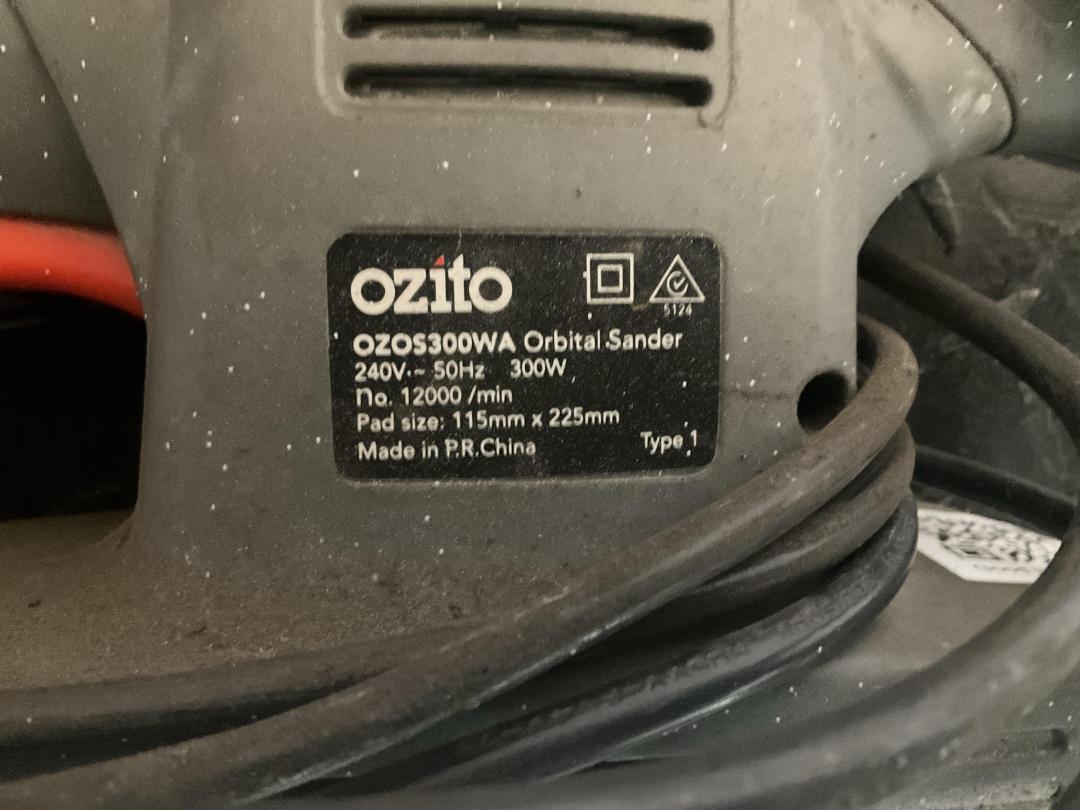 ozito
5124
OZOS300WA Orbital Sander
240V ~ 50Hz 300W
no. 12000 /min
Pad size: 115mm x 225mm
Made in P.R.China
Type 1